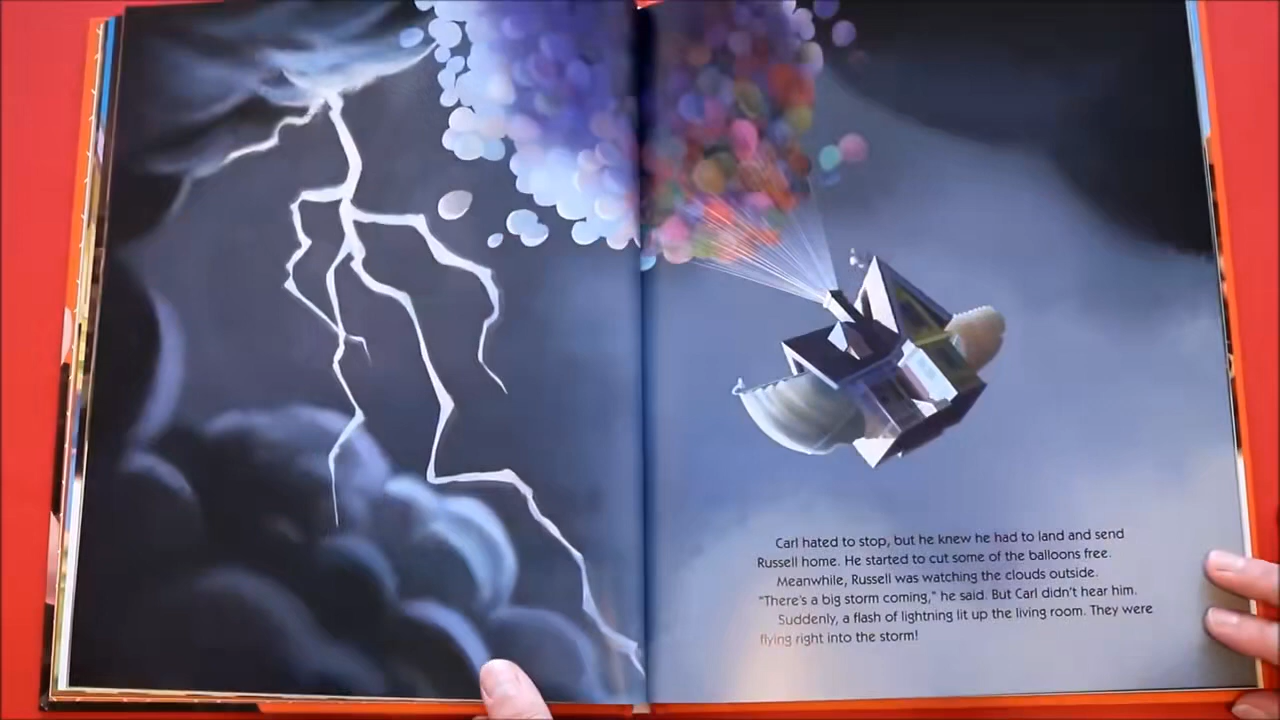 Carl hated to stop, but he knew he had to land and send
Russell home. He started to cut some of the balloons free.
Meanwhile, Russell was watching the clouds outside.
"There's a big storm coming," he said. But Carl didn't hear him.
Suddenly, a flash of lightning lit up the living room. They were
flying right into the storm!